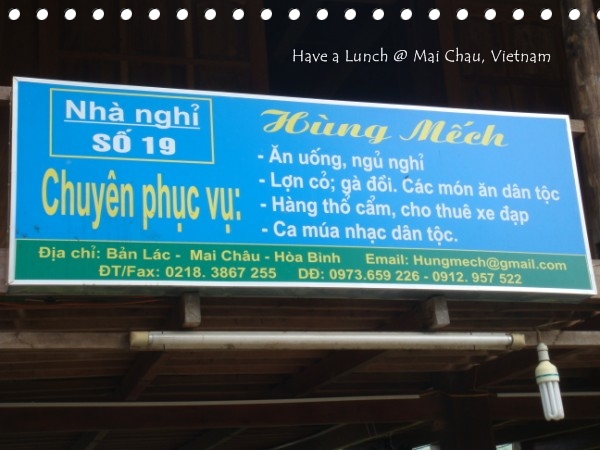 Have a Lunch @ Mai Chau, Vietnam
Nhà nghỉ
SỐ 19
Hùng Mếch
Chuyên phục vụ:
- Ăn uống, ngủ nghỉ
- Lợn cỏ; gà đồi. Các món ăn dân tộc
- Hàng thổ cẩm, cho thuê xe đạp
- Ca múa nhạc dân tộc.
Địa chỉ: Bản Lác - Mai Châu - Hòa Bình Email: Hungmech@gmail.com
ĐT/Fax: 0218. 3867 255 DĐ: 0973.659 226 - 0912. 957 522